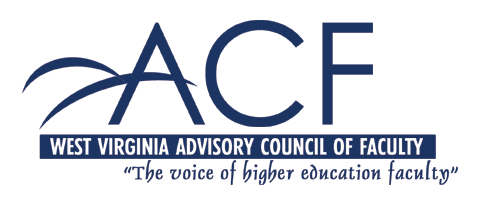 ACF
WEST VIRGINIA ADVISORY COUNCIL OF FACULTY
“The voice of higher education faculty”